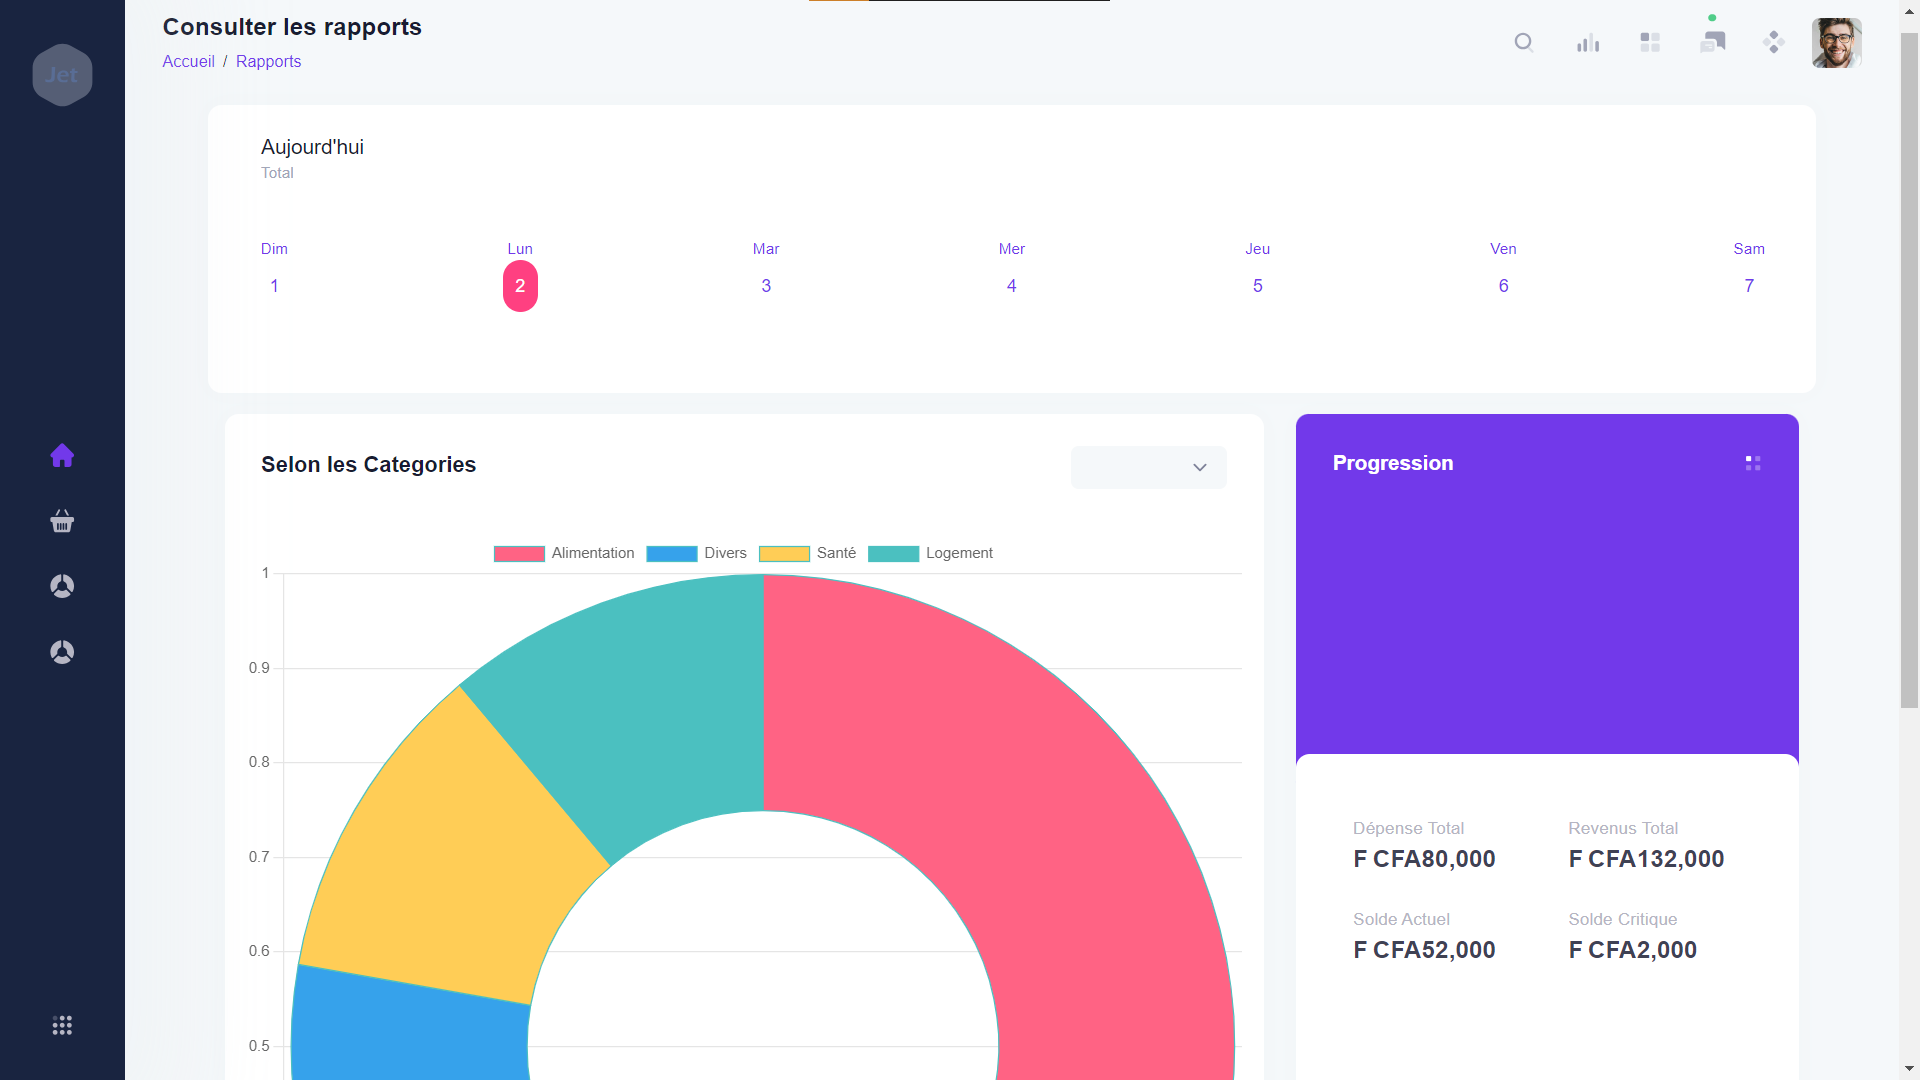 Consulter les rapports
Accueil / Rapports
Jet
Aujourd'hui
Total
Dim Lun Mar Mer Jeu Ven Sam
1 2 3 4 5 6 7
Selon les Categories
Progression
Alimentation Divers Santé Logement
1
0.9
0.8
0.7
0.6
0.5
Dépense Total Revenus Total
F CFA80,000 F CFA132,000
Solde Actuel Solde Critique
F CFA52,000 F CFA2,000